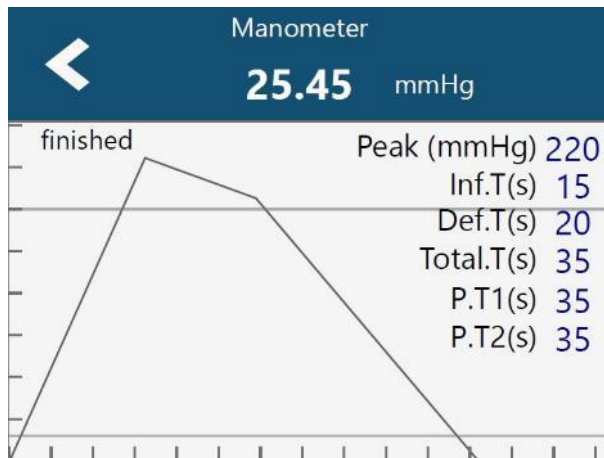 Manometer
25.45 mmHg
finished
Peak (mmHg) 220
Inf.T(s) 15
Def.T(s) 20
Total.T(s) 35
P.T1(s) 35
P.T2(s) 35